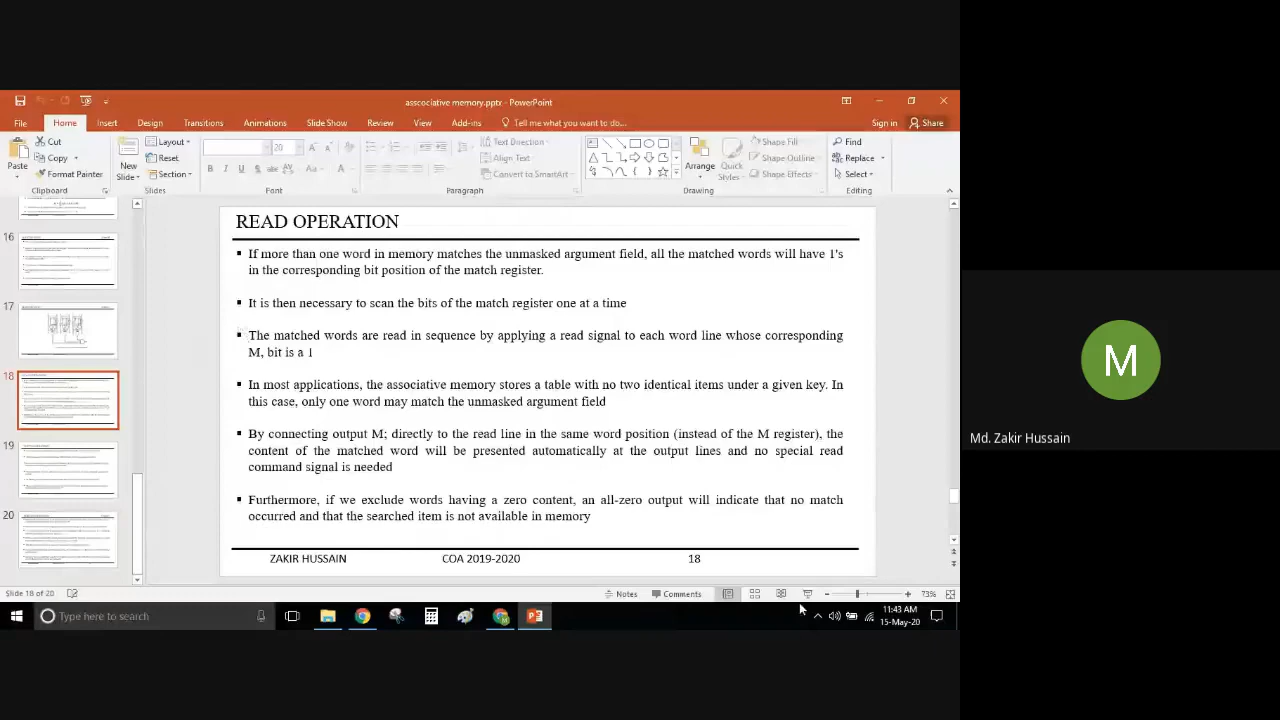 asscociative memory.pptx - PowerPoint
File Home Insert Design Transitions Animations Slide Show Review View Add-ins Tell me what you want to do... Sign in Share
Paste Cut Copy Format Painter Clipboard
New Slide Layout Reset Section Slides
28 B I U S abc AV Aa A Font
Text Direction Align Text Convert to SmartArt Paragraph
Arrange Quick Styles Shape Fill Shape Outline Shape Effects Drawing
Find Replace Select Editing
16
17
18
19
20
READ OPERATION
▪ If more than one word in memory matches the unmasked argument field, all the matched words will have 1's
in the corresponding bit position of the match register.
▪ It is then necessary to scan the bits of the match register one at a time
▪ The matched words are read in sequence by applying a read signal to each word line whose corresponding
M, bit is a 1
▪ In most applications, the associative memory stores a table with no two identical items under a given key. In
this case, only one word may match the unmasked argument field
▪ By connecting output M; directly to the read line in the same word position (instead of the M register), the
content of the matched word will be presented automatically at the output lines and no special read
command signal is needed
▪ Furthermore, if we exclude words having a zero content, an all-zero output will indicate that no match
occurred and that the searched item is not available in memory
ZAKIR HUSSAIN COA 2019-2020 18
Slide 18 of 20 Notes Comments 73%
Type here to search
11:43 AM
15-May-20
M
Md. Zakir Hussain